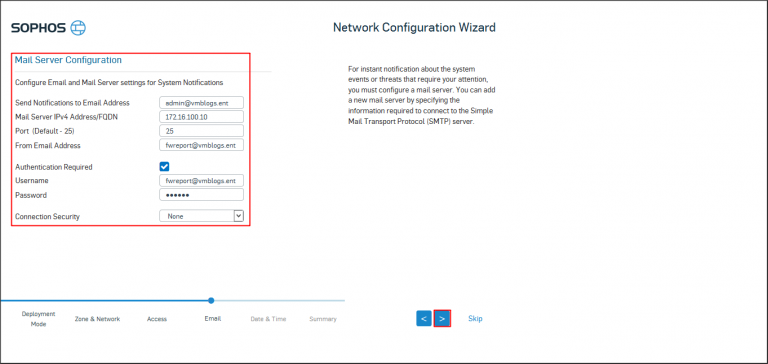 SOPHOS
Network Configuration Wizard
Mail Server Configuration
Configure Email and Mail Server settings for System Notifications
Send Notifications to Email Address
admin@vmblogs.ent
Mail Server IPv4 Address/FQDN
172.16.100.10
Port (Default - 25)
25
From Email Address
fwreport@vmblogs.ent
Authentication Required
Username
fwreport@vmblogs.ent
Password
••••••
Connection Security
None
For instant notification about the system
events or threats that require your attention,
you must configure a mail server. You can add
a new mail server by specifying the
information required to connect to the Simple
Mail Transport Protocol (SMTP) server.
Deployment
Mode
Zone & Network
Access
Email
Date & Time
Summary
<
>
Skip